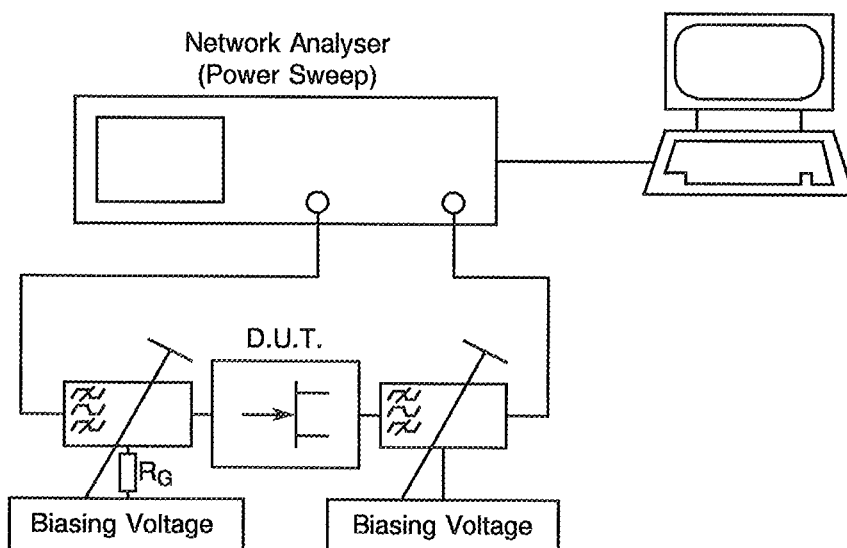 Network Analyser
(Power Sweep)
D.U.T.
RG
Biasing Voltage
Biasing Voltage